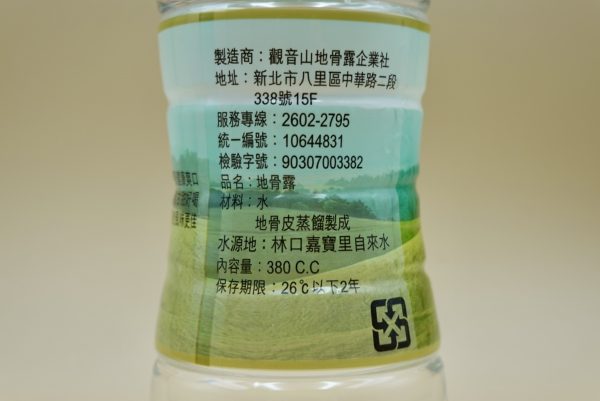 製造商：觀音山地骨露企業社
地址：新北市八里區中華路二段
338號15F
服務專線：2602-2795
統一編號：10644831
檢驗字號：90307003382
品名：地骨露
材料：水
地骨皮蒸餾製成
水源地：林口嘉寶里自來水
內容量：380 C.C
保存期限：26℃以下2年
爽口
更佳